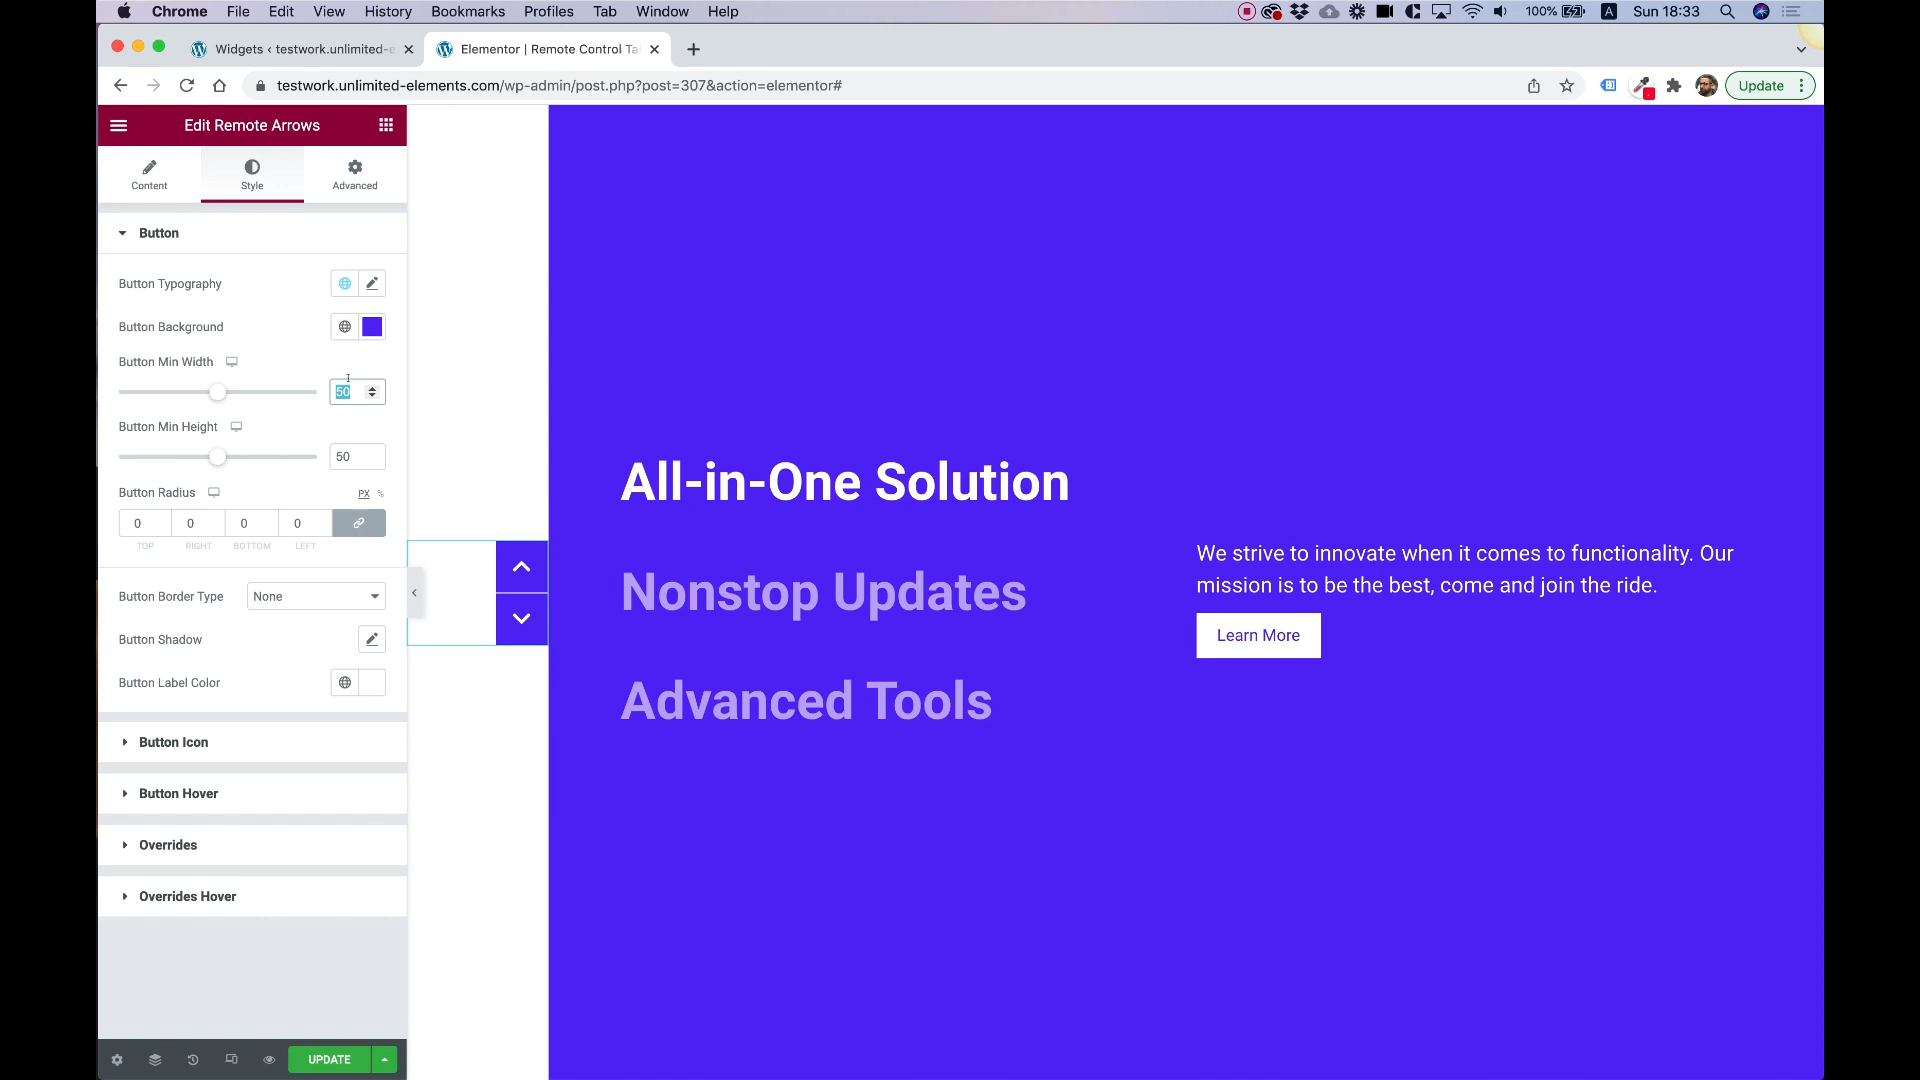 Chrome File Edit View History Bookmarks Profiles Tab Window Help 100% A Sun 18:33
Widgets ‹ testwork.unlimited-e
Elementor | Remote Control Ta
testwork.unlimited-elements.com/wp-admin/post.php?post=307&action=elementor#
Update
Edit Remote Arrows
Content
Style
Advanced
Button
Button Typography
Button Background
Button Min Width
50
Button Min Height
50
Button Radius
PX %
0 0 0 0
TOP RIGHT BOTTOM LEFT
Button Border Type None
Button Shadow
Button Label Color
Button Icon
Button Hover
Overrides
Overrides Hover
UPDATE
All-in-One Solution
Nonstop Updates
Advanced Tools
We strive to innovate when it comes to functionality. Our
mission is to be the best, come and join the ride.
Learn More